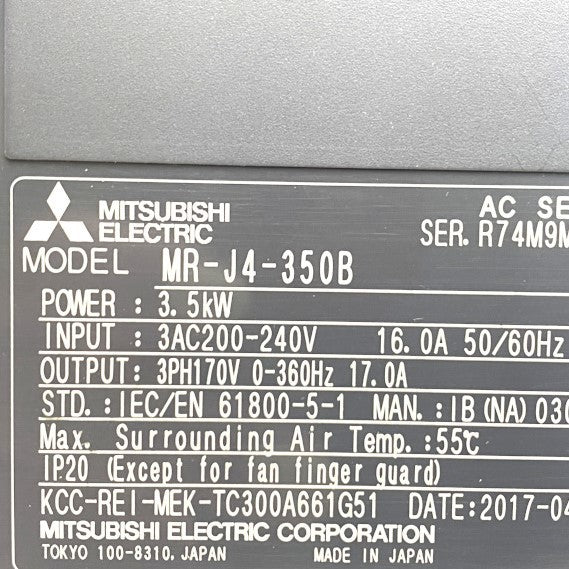 MITSUBISHI
ELECTRIC
AC SE
SER. R74M9M
MODEL MR-J4-350B
POWER : 3.5kW
INPUT : 3AC200-240V 16.0A 50/60Hz
OUTPUT: 3PH170V 0-360Hz 17.0A
STD. : IEC/EN 61800-5-1 MAN. : IB (NA) 030
Max. Surrounding Air Temp. :55℃
IP20 (Except for fan finger guard)
KCC-REI-MEK-TC300A661G51 DATE:2017-04
MITSUBISHI ELECTRIC CORPORATION
TOKYO 100-8310, JAPAN MADE IN JAPAN